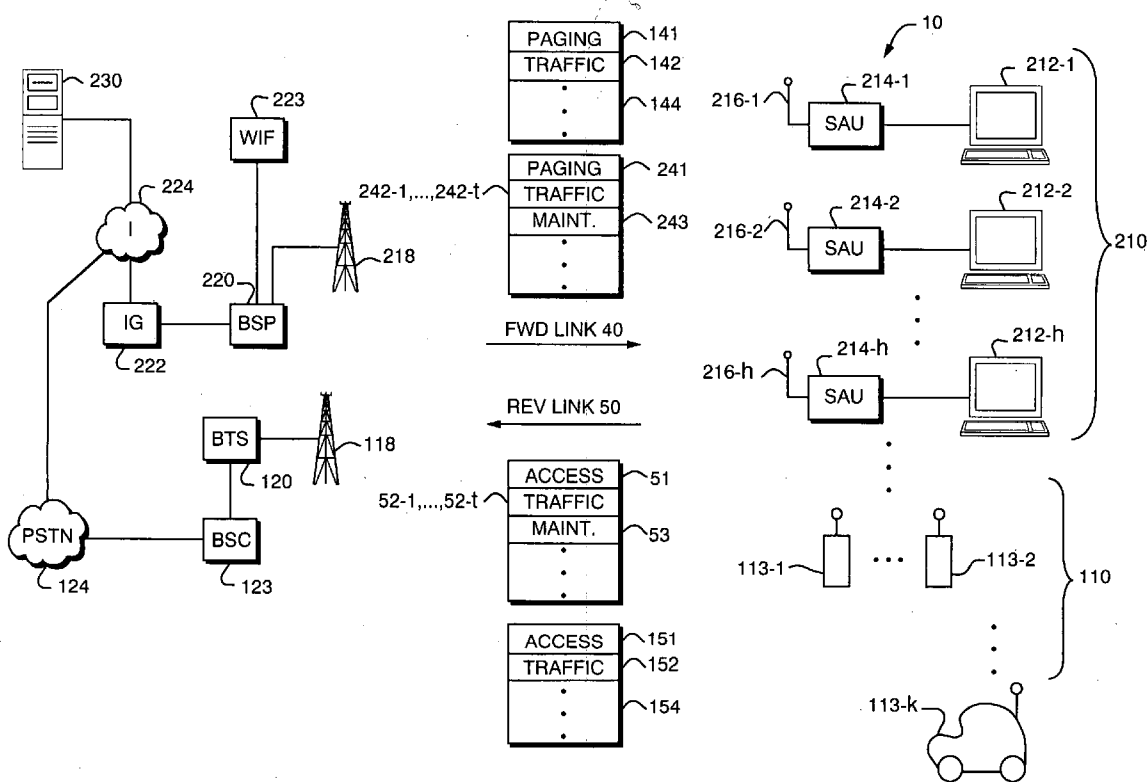 230
224
I
IG
222
WIF
223
220
BSP
218
BTS
120
118
PSTN
124
BSC
123
PAGING 141
TRAFFIC 142
144
PAGING 241
242-1,...,242-t TRAFFIC
MAINT. 243
FWD LINK 40
REV LINK 50
ACCESS 51
52-1,...,52-t TRAFFIC
MAINT. 53
ACCESS 151
TRAFFIC 152
154
10
216-1
214-1
SAU
212-1
216-2
214-2
SAU
212-2
210
216-h
214-h
SAU
212-h
113-1
113-2
110
113-k